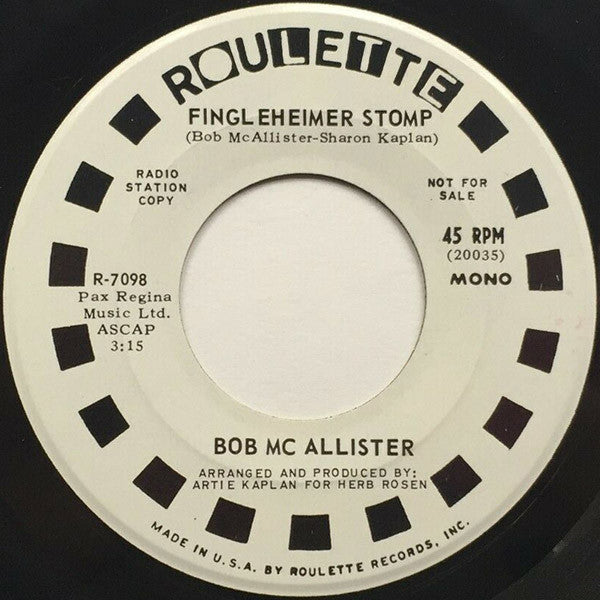 ROULETTE
FINGLEHEIMER STOMP
(Bob McAllister-Sharon Kaplan)
RADIO
STATION
COPY
NOT FOR
SALE
45 RPM
(20035)
MONO
R-7098
Pax Regina
Music Ltd.
ASCAP
3:15
BOB MC ALLISTER
ARRANGED AND PRODUCED BY:
ARTIE KAPLAN FOR HERB ROSEN
MADE IN U.S.A. BY ROULETTE RECORDS, INC.